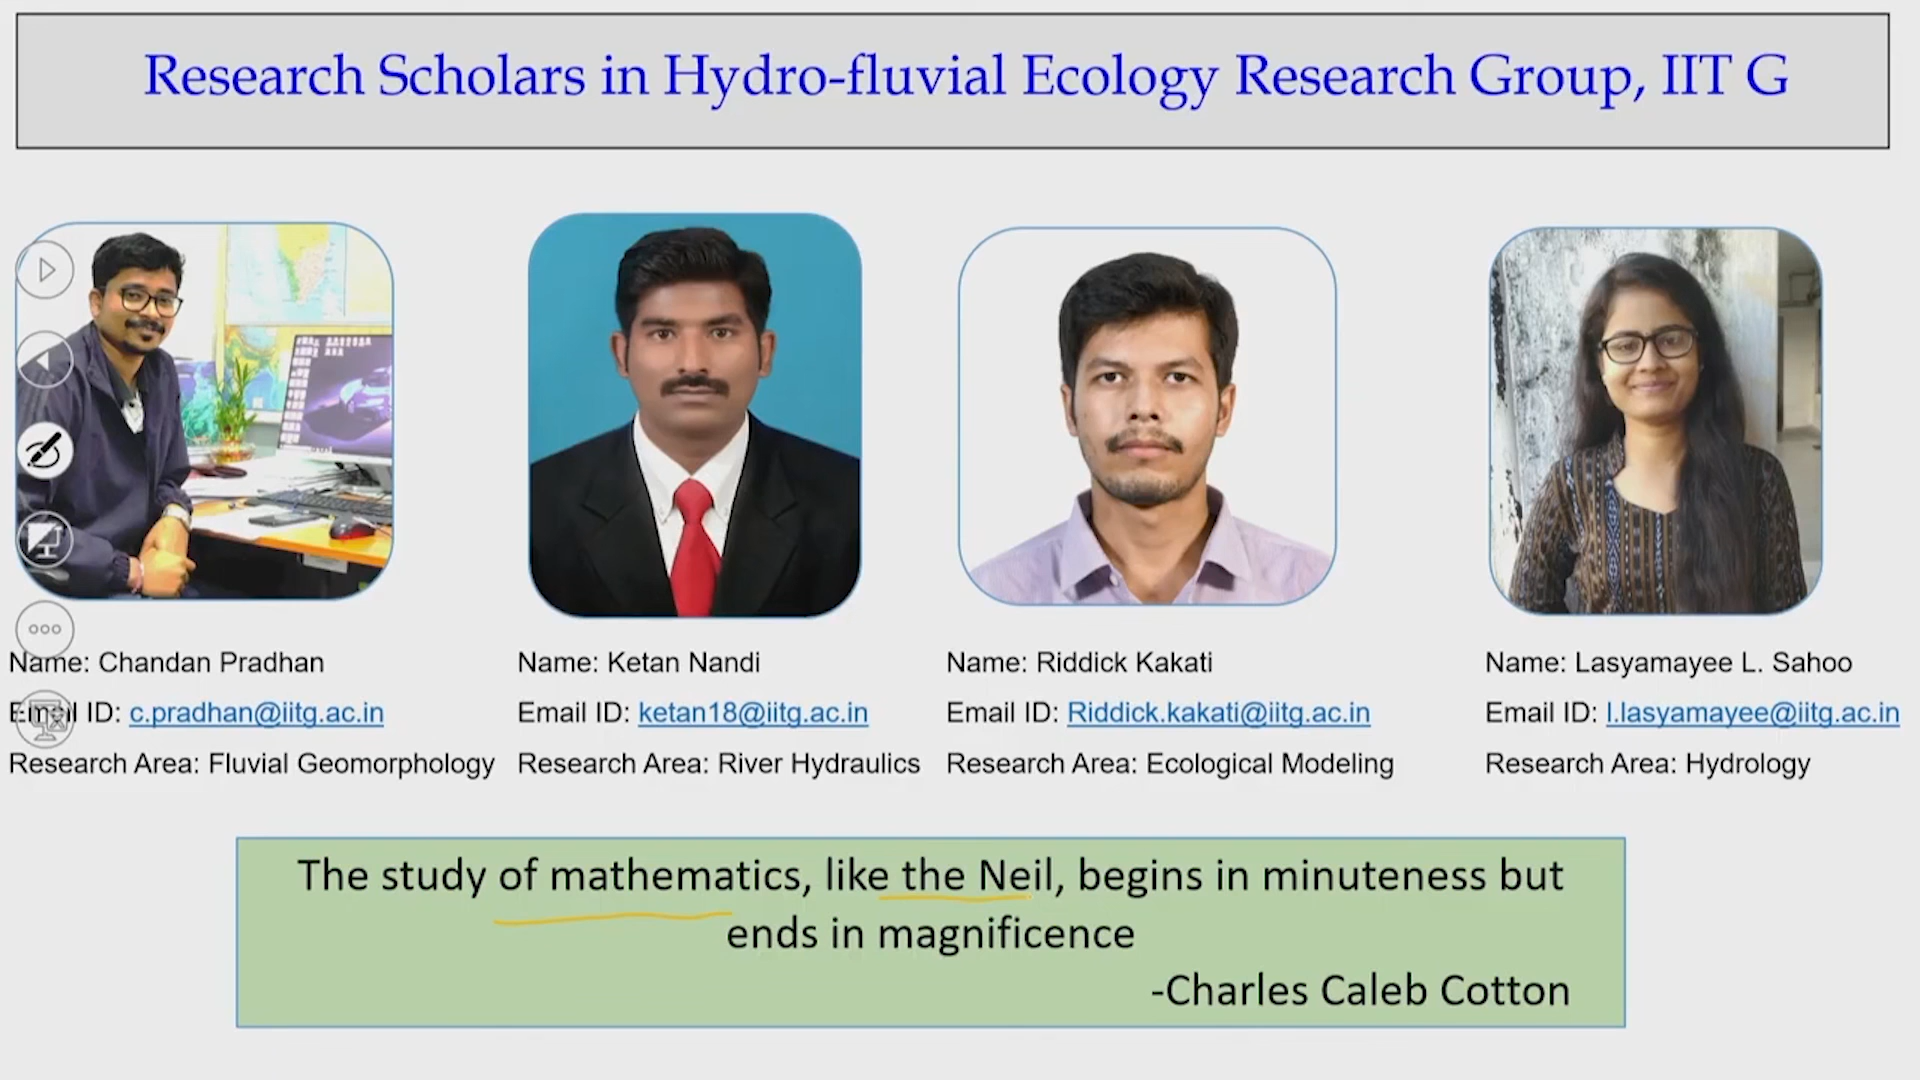 Research Scholars in Hydro-fluvial Ecology Research Group, IIT G
Name: Chandan Pradhan
Email ID: c.pradhan@iitg.ac.in
Research Area: Fluvial Geomorphology
Name: Ketan Nandi
Email ID: ketan18@iitg.ac.in
Research Area: River Hydraulics
Name: Riddick Kakati
Email ID: Riddick.kakati@iitg.ac.in
Research Area: Ecological Modeling
Name: Lasyamayee L. Sahoo
Email ID: l.lasyamayee@iitg.ac.in
Research Area: Hydrology
The study of mathematics, like the Neil, begins in minuteness but
ends in magnificence
-Charles Caleb Cotton